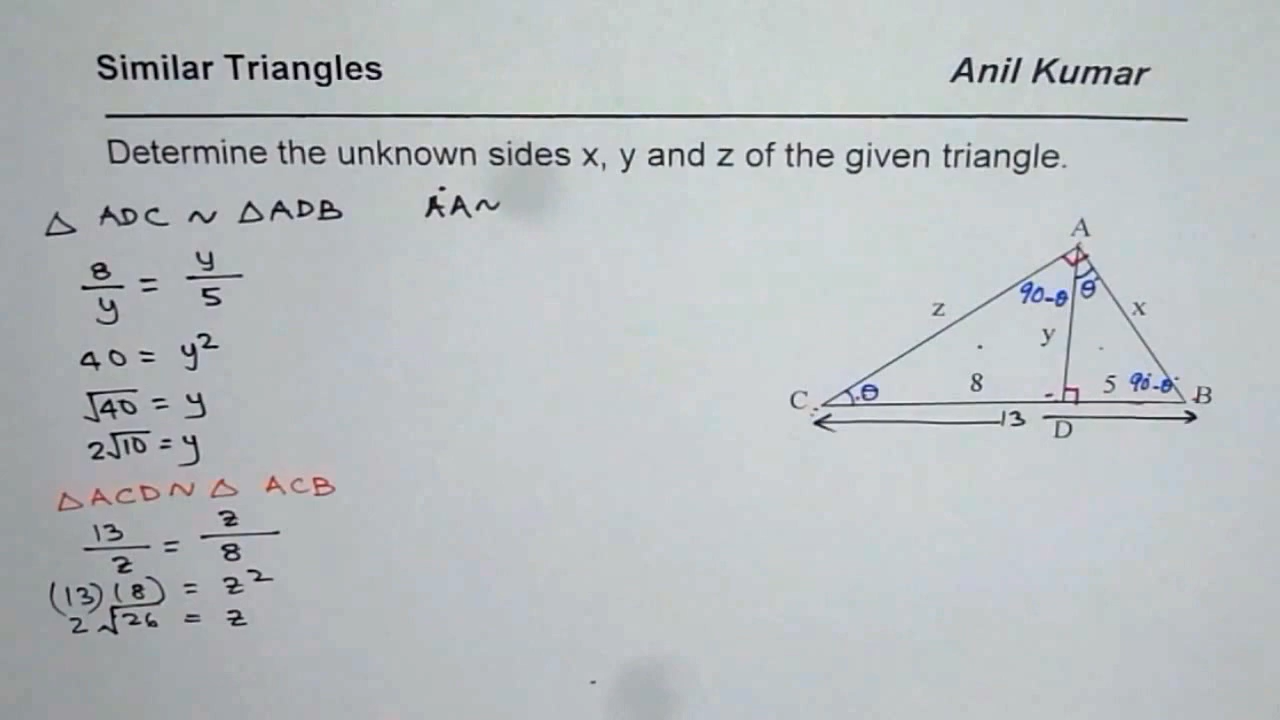 Similar Triangles
Anil Kumar
Determine the unknown sides x, y and z of the given triangle.
△ ADC ~ △ADB AA~
8/y = y/5
40 = y²
√40 = y
2√10 = y
△ACD ~ △ ACB
13/z = z/8
(13)(8) = z²
2√26 = z
A
90-θ θ
z
x
y
C θ 8 5 90°-θ B
13
D